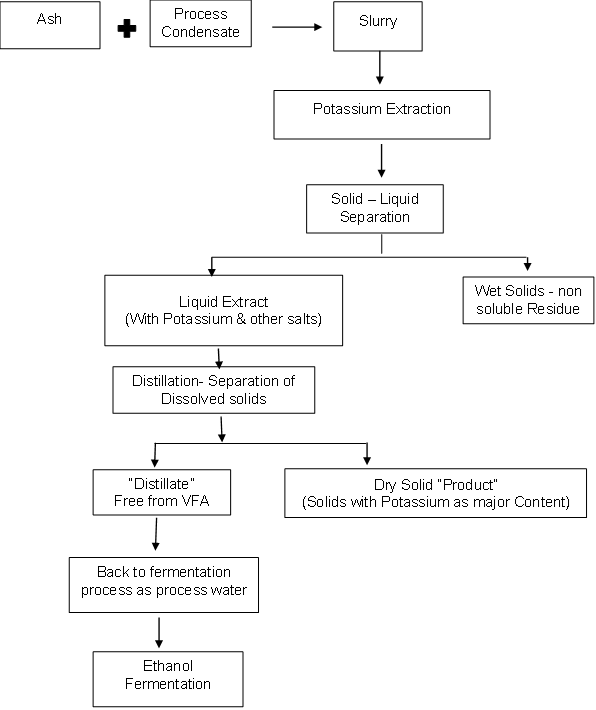 Ash
Process
Condensate
Slurry
Potassium Extraction
Solid – Liquid
Separation
Liquid Extract
(With Potassium & other salts)
Wet Solids - non
soluble Residue
Distillation- Separation of
Dissolved solids
“Distillate”
Free from VFA
Dry Solid “Product”
(Solids with Potassium as major Content)
Back to fermentation
process as process water
Ethanol
Fermentation